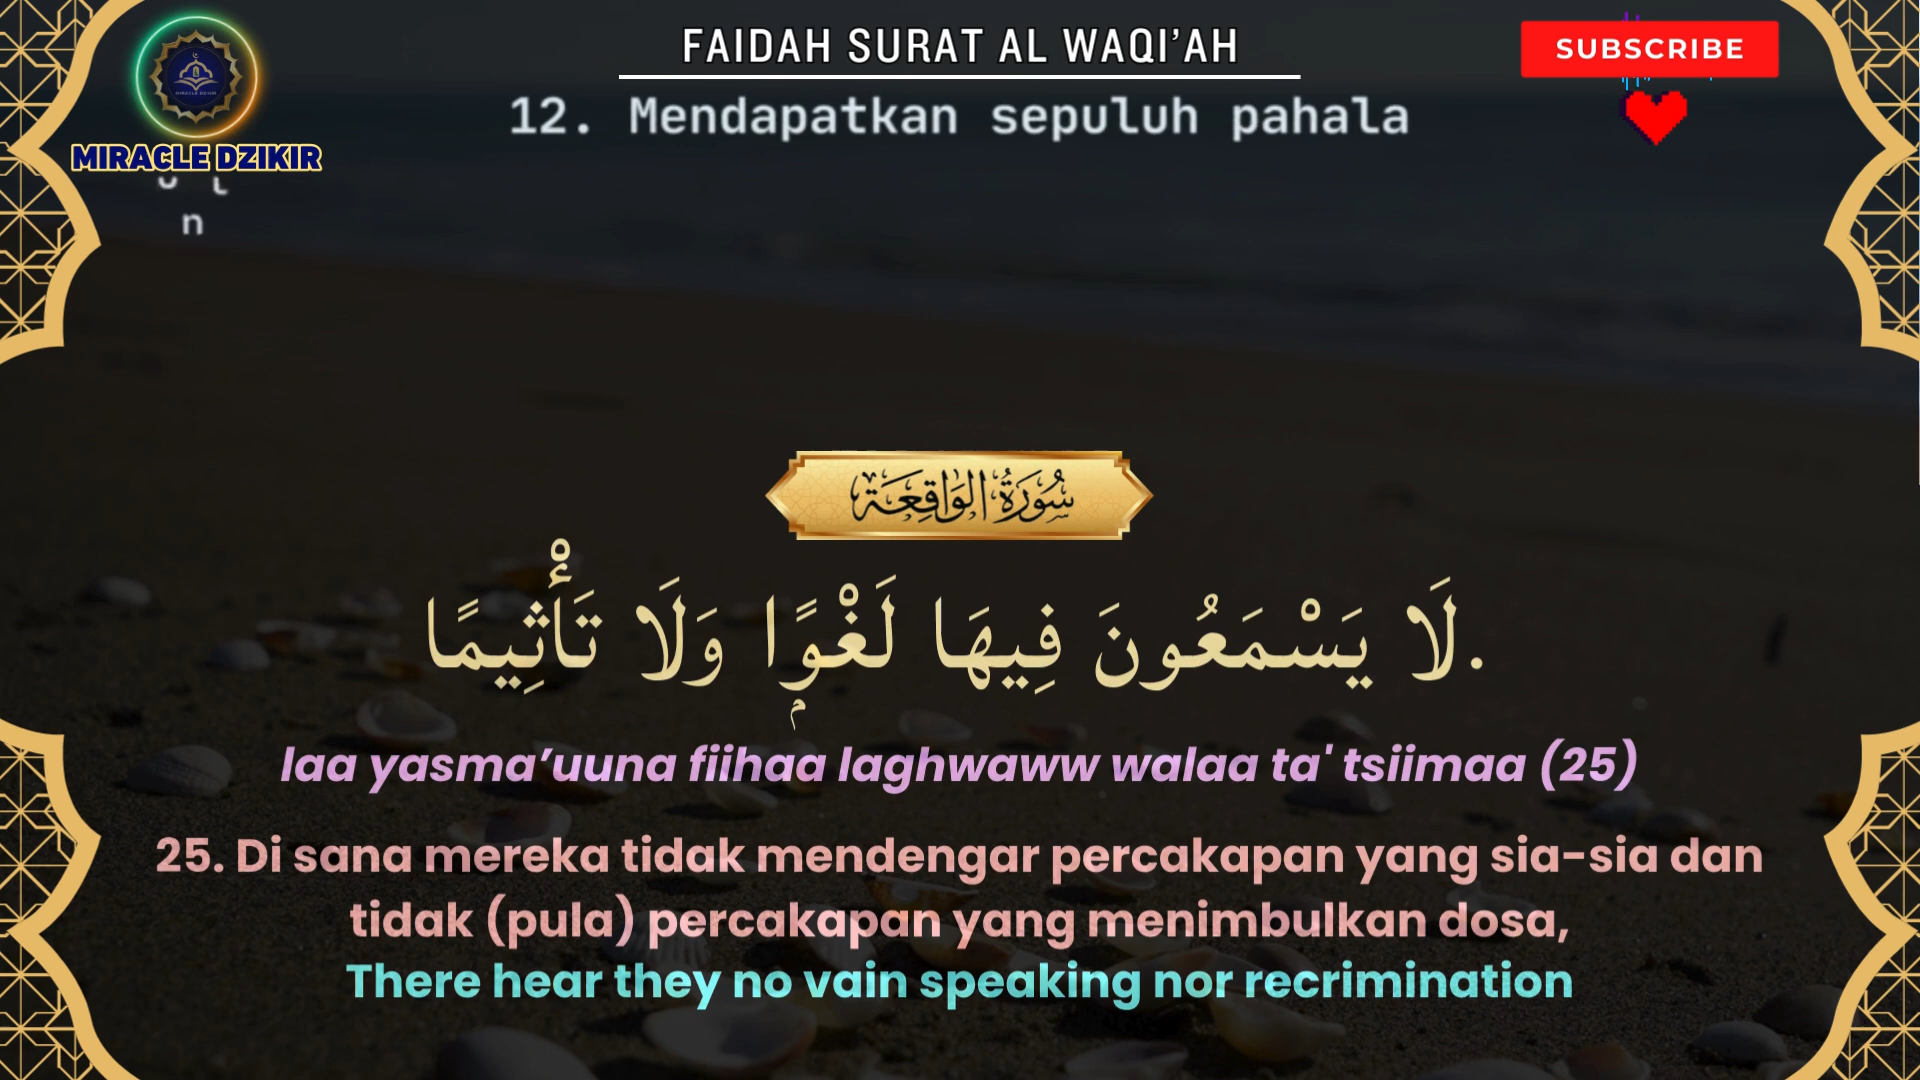 FAIDAH SURAT AL WAQI’AH
SUBSCRIBE
12. Mendapatkan sepuluh pahala
MIRACLE DZIKIR
n
سُوْرَةُ الوَاقِعَة
لَا يَسْمَعُونَ فِيهَا لَغْوًۭا وَلَا تَأْثِيمًا.
laa yasma’uuna fiihaa laghwaww walaa ta' tsiimaa (25)
25. Di sana mereka tidak mendengar percakapan yang sia-sia dan
tidak (pula) percakapan yang menimbulkan dosa,
There hear they no vain speaking nor recrimination